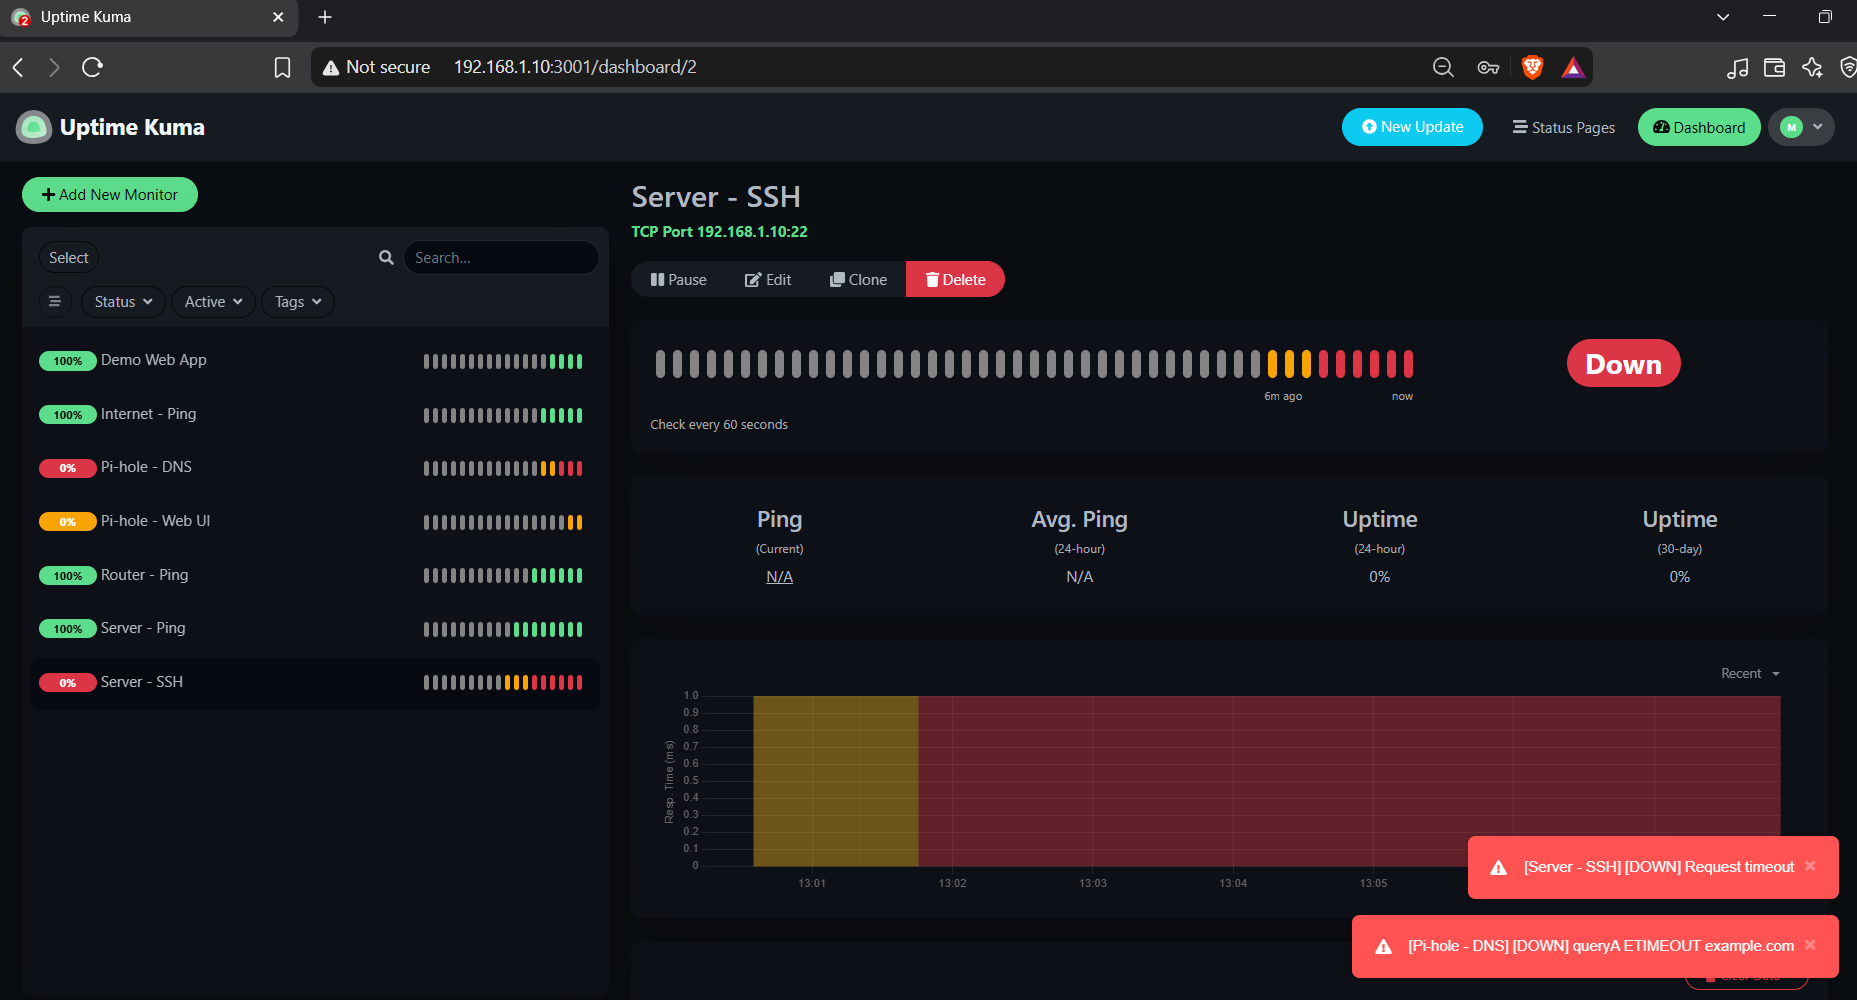 2 Uptime Kuma
Not secure 192.168.1.10:3001/dashboard/2
Uptime Kuma
New Update
Status Pages
Dashboard
M
Add New Monitor
Select
Search...
Status
Active
Tags
100% Demo Web App
100% Internet - Ping
0% Pi-hole - DNS
0% Pi-hole - Web UI
100% Router - Ping
100% Server - Ping
0% Server - SSH
Server - SSH
TCP Port 192.168.1.10:22
Pause Edit Clone Delete
Down
6m ago now
Check every 60 seconds
Ping Avg. Ping Uptime Uptime
(Current) (24-hour) (24-hour) (30-day)
N/A N/A 0% 0%
Recent
Resp. Time (ms)
1.0
0.9
0.8
0.7
0.6
0.5
0.4
0.3
0.2
0.1
0
13:01 13:02 13:03 13:04 13:05
[Server - SSH] [DOWN] Request timeout
[Pi-hole - DNS] [DOWN] queryA ETIMEOUT example.com